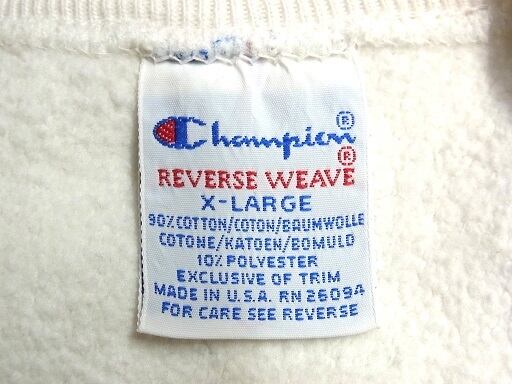 Champion®
REVERSE WEAVE®
X-LARGE
90% COTTON/COTON/BAUMWOLLE
COTONE/KATOEN/BOMULD
10% POLYESTER
EXCLUSIVE OF TRIM
MADE IN U.S.A. RN 26094
FOR CARE SEE REVERSE